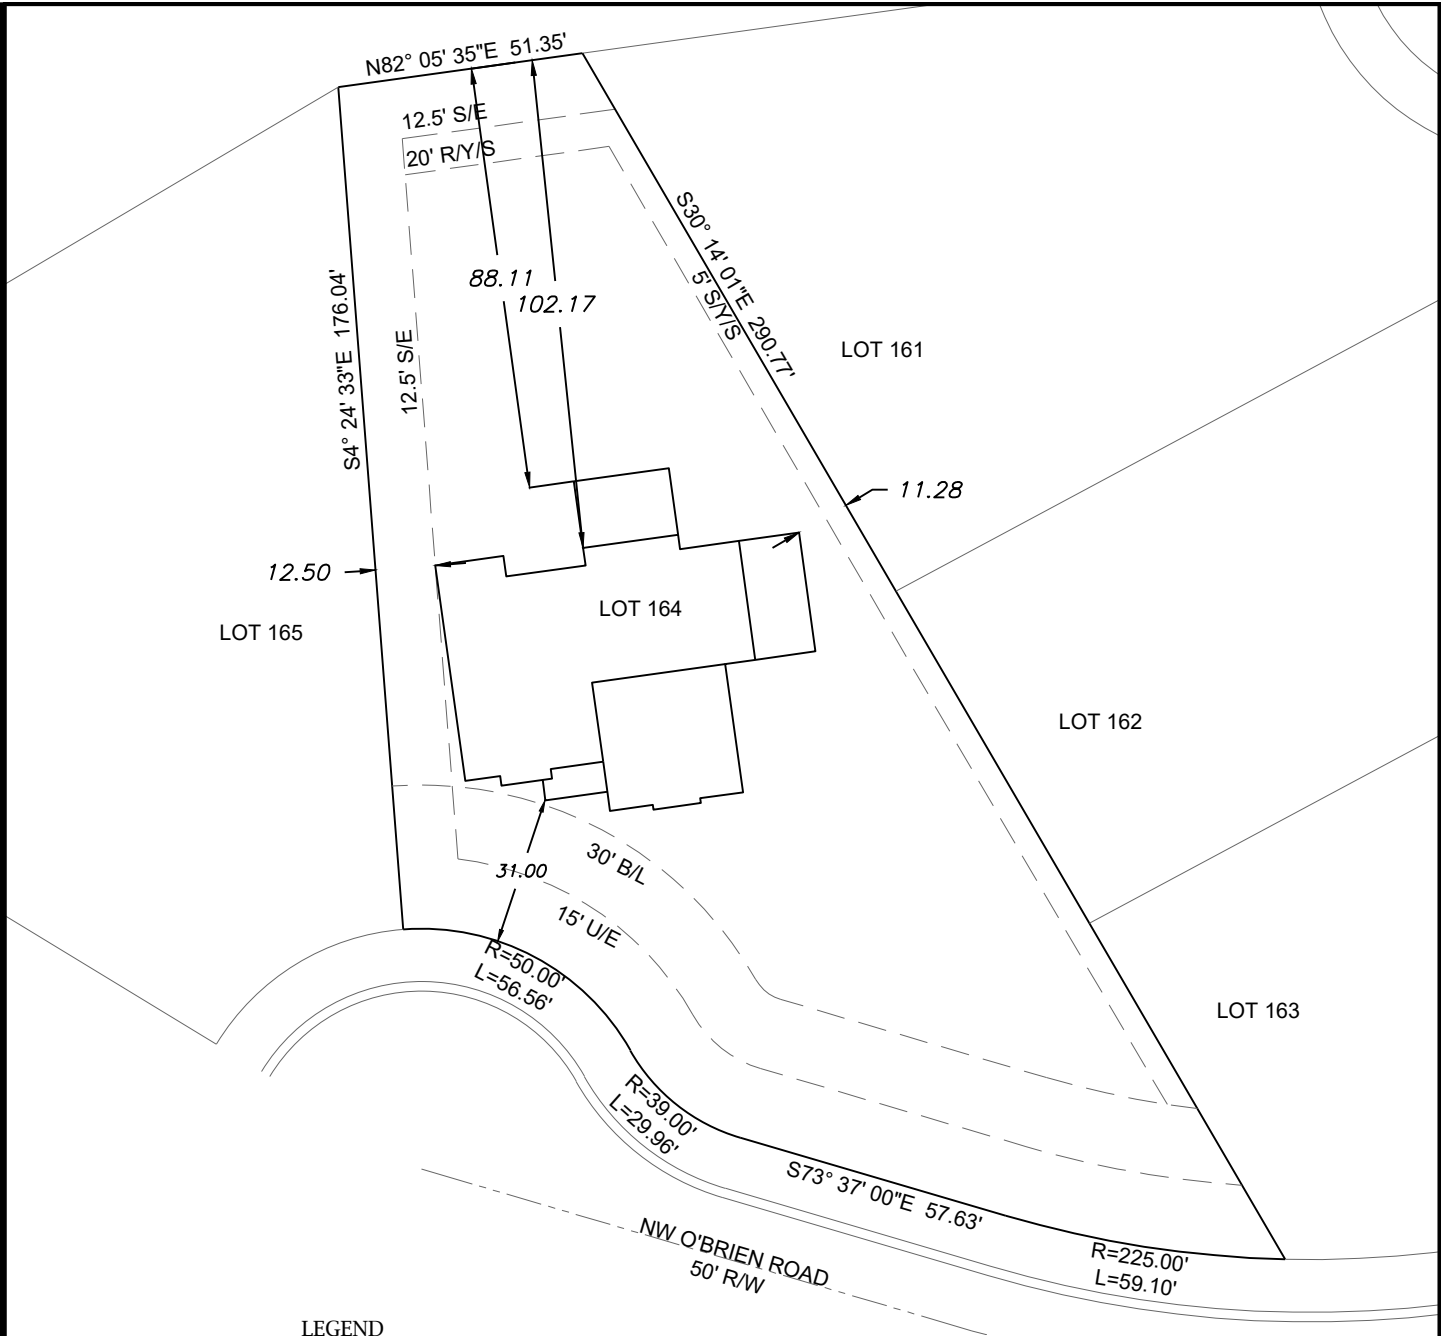 N82° 05' 35"E 51.35'
12.5' S/E
20' R/Y/S
S30° 14' 01"E 290.77'
5' S/Y/S
88.11
102.17
S4° 24' 33"E 176.04'
12.5' S/E
LOT 161
11.28
12.50
LOT 164
LOT 165
LOT 162
31.00
30' B/L
15' U/E
R=50.00'
L=56.56'
LOT 163
R=39.00'
L=29.96'
S73° 37' 00"E 57.63'
NW O'BRIEN ROAD
50' R/W
R=225.00'
L=59.10'
LEGEND